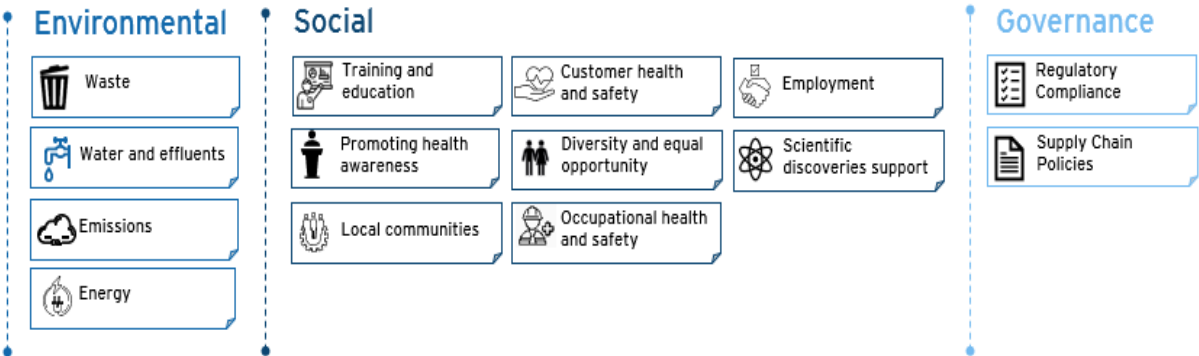 Environmental
Waste
Water and effluents
Emissions
Energy
Social
Training and
education
Customer health
and safety
Employment
Promoting health
awareness
Diversity and equal
opportunity
Scientific
discoveries support
Local communities
Occupational health
and safety
Governance
Regulatory
Compliance
Supply Chain
Policies